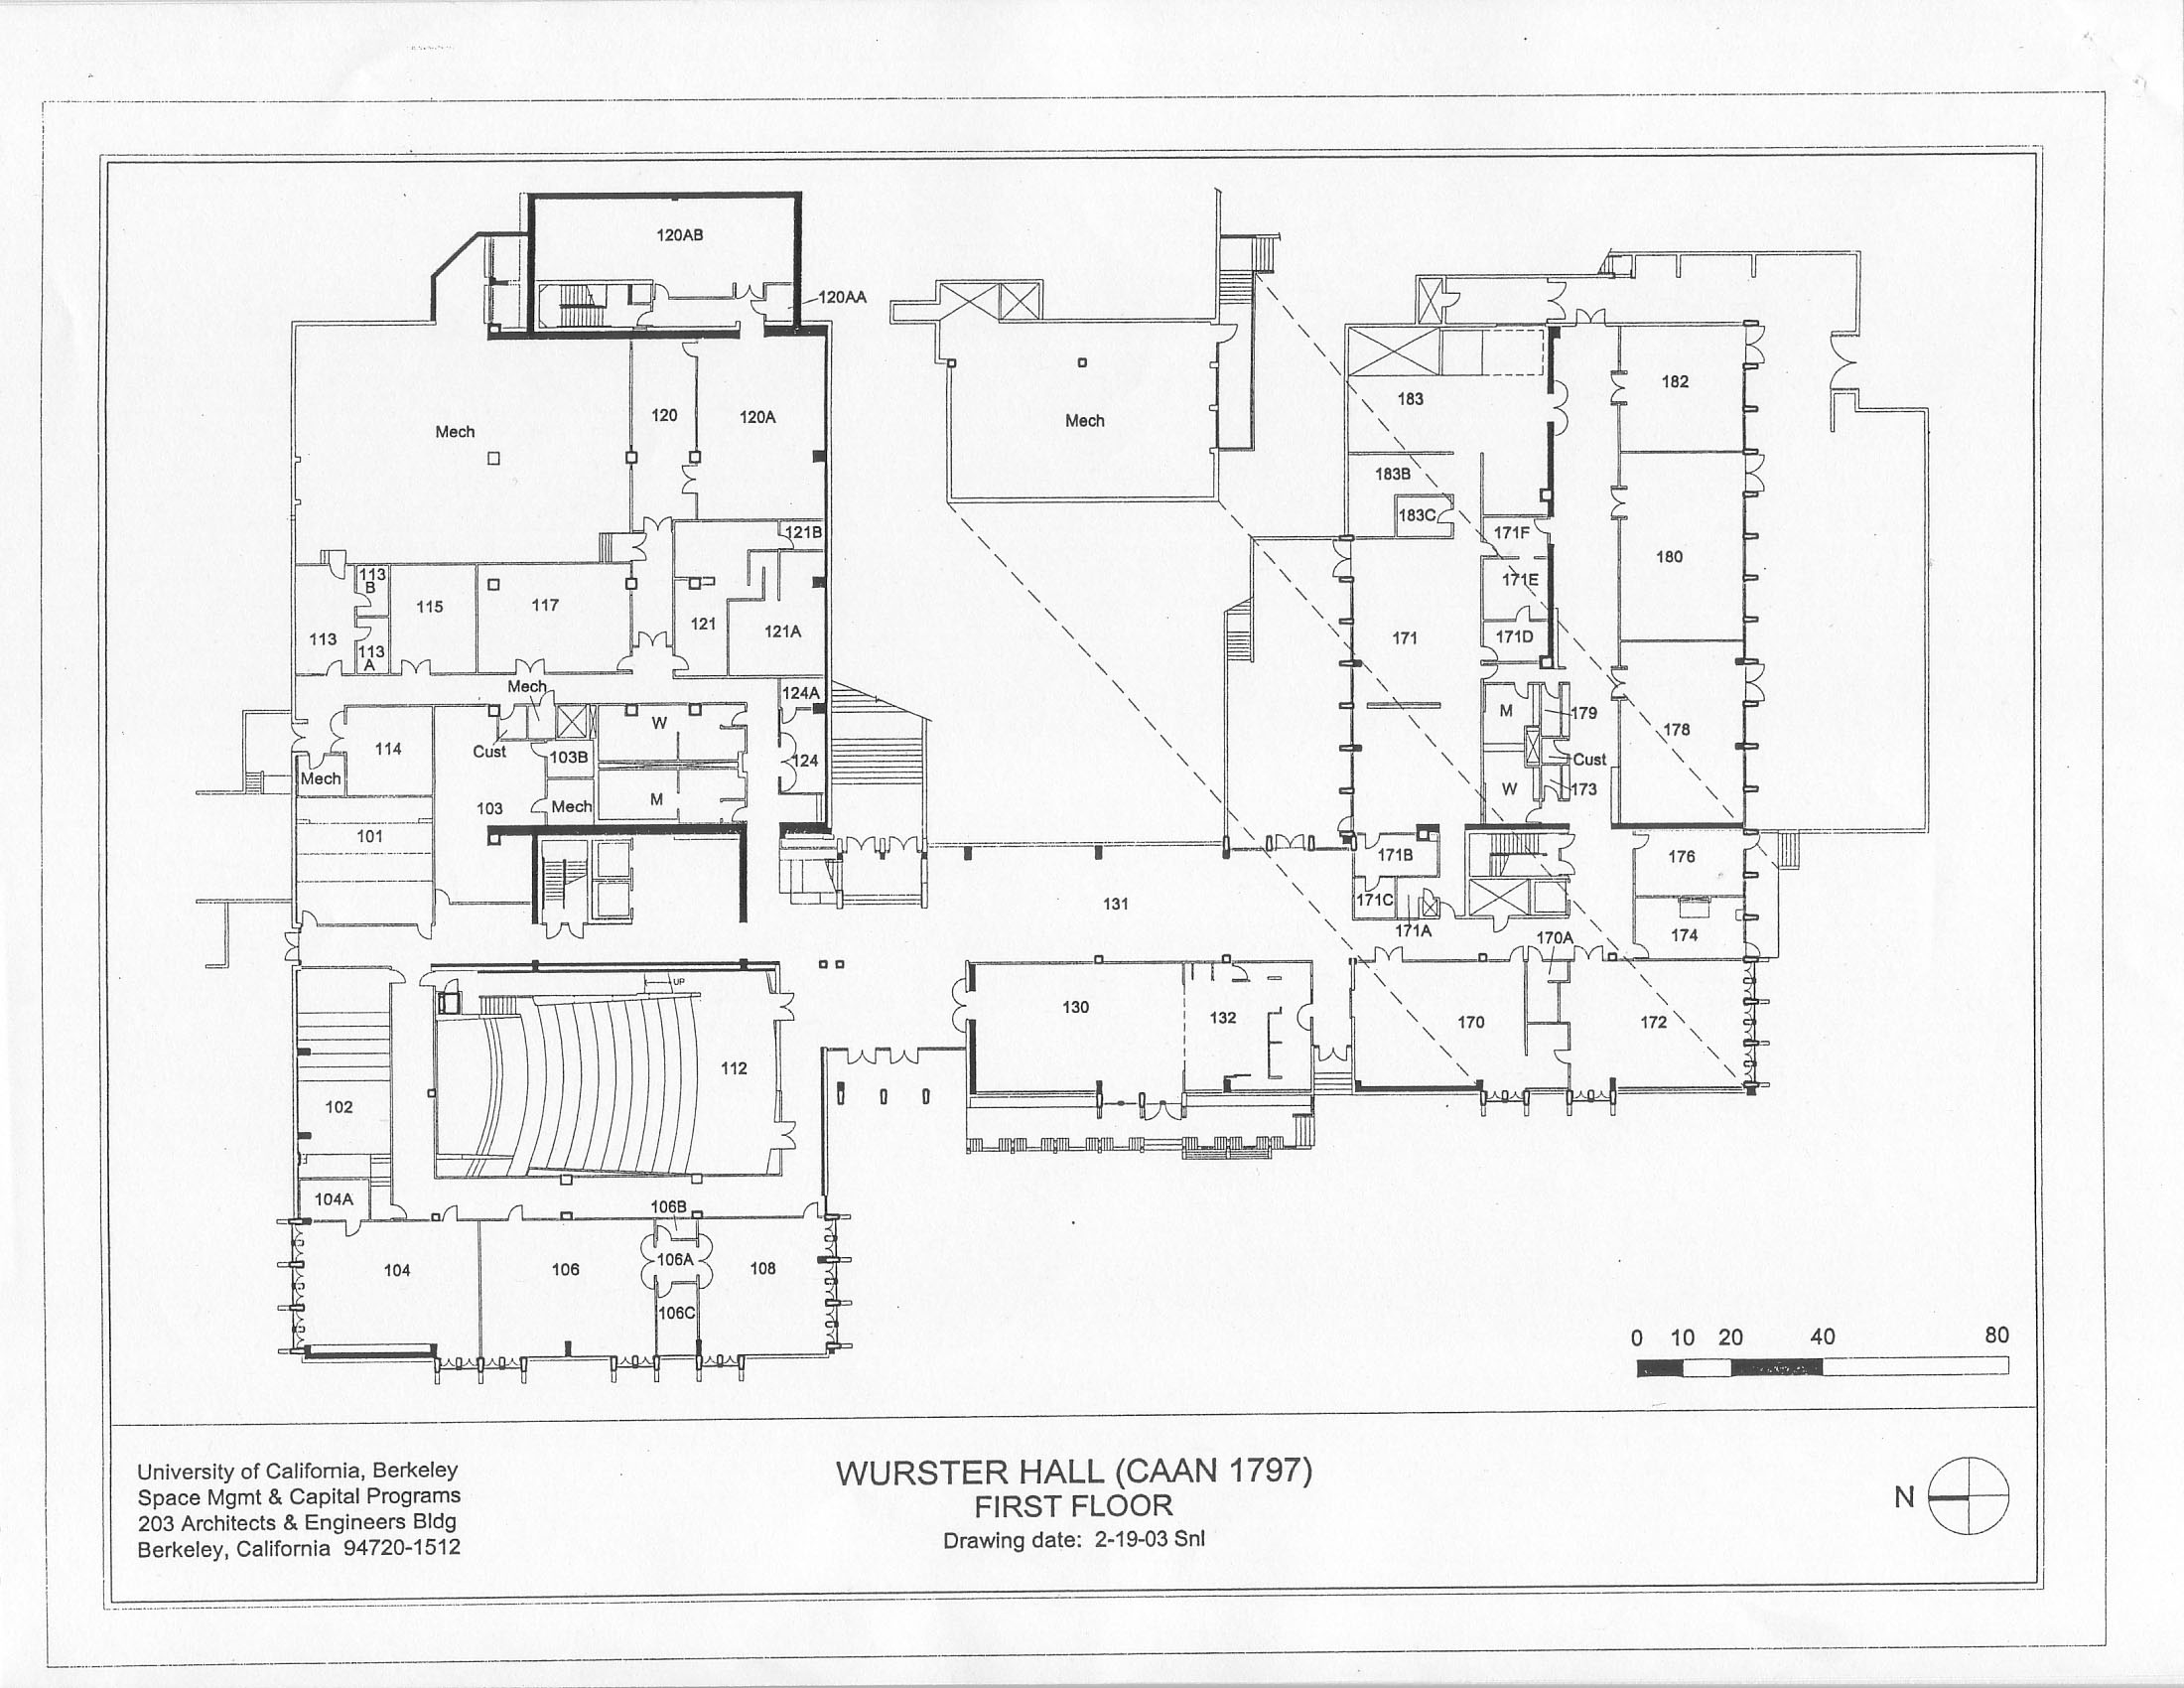 120AB
120AA
182
183
120
120A
Mech
Mech
183B
183C
121B
171F
180
113
B
171E
115
117
113
121
121A
171D
171
113
A
Mech
124A
W
M
179
178
114
Cust
103B
124
Cust
Mech
W
173
103
Mech
M
101
171B
176
171C
131
171A
170A
174
UP
130
132
170
172
112
102
104A
106B
104
106
106A
108
106C
0 10 20 40 80
University of California, Berkeley
Space Mgmt & Capital Programs
203 Architects & Engineers Bldg
Berkeley, California 94720-1512
WURSTER HALL (CAAN 1797)
FIRST FLOOR
Drawing date: 2-19-03 Snl
N